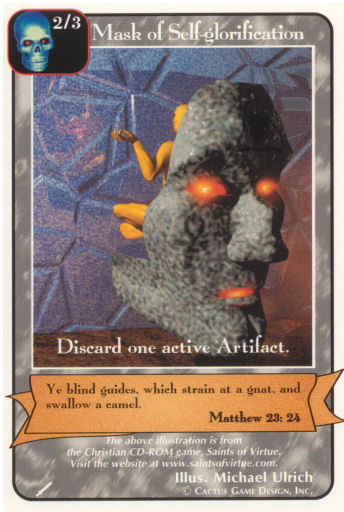 2/3
Mask of Self-glorification
Discard one active Artifact.
Ye blind guides, which strain at a gnat, and
swallow a camel.
Matthew 23: 24
The above illustration is from
the Christian CD-ROM game, Saints of Virtue.
Visit the website at www.saintsofvirtue.com.
Illus. Michael Ulrich
© Cactus Game Design, Inc.